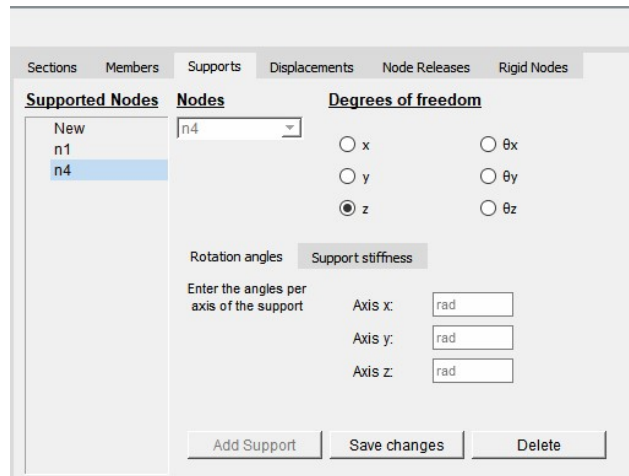 Sections Members Supports Displacements Node Releases Rigid Nodes
Supported Nodes Nodes Degrees of freedom
New
n1
n4
n4
x θx
y θy
z θz
Rotation angles Support stiffness
Enter the angles per
axis of the support
Axis x: rad
Axis y: rad
Axis z: rad
Add Support Save changes Delete